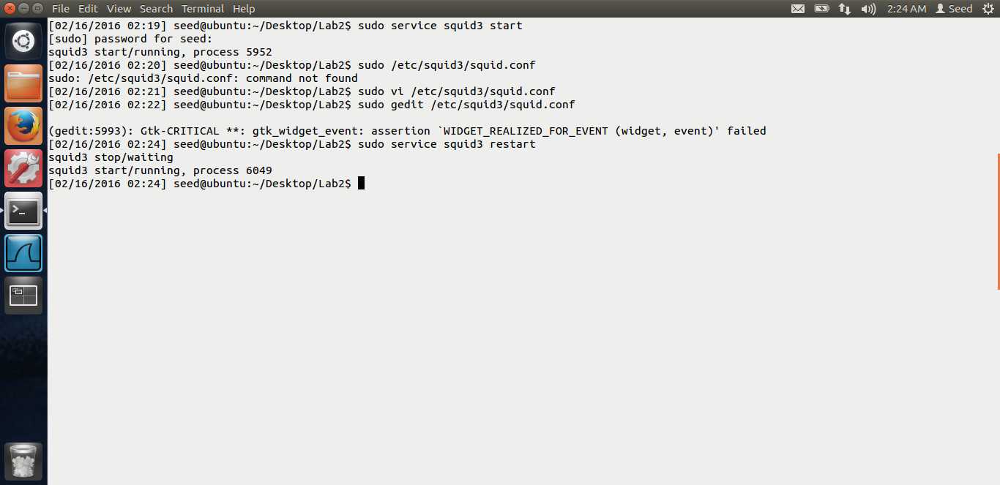 File Edit View Search Terminal Help 2:24 AM Seed
[02/16/2016 02:19] seed@ubuntu:~/Desktop/Lab2$ sudo service squid3 start
[sudo] password for seed:
squid3 start/running, process 5952
[02/16/2016 02:20] seed@ubuntu:~/Desktop/Lab2$ sudo /etc/squid3/squid.conf
sudo: /etc/squid3/squid.conf: command not found
[02/16/2016 02:21] seed@ubuntu:~/Desktop/Lab2$ sudo vi /etc/squid3/squid.conf
[02/16/2016 02:22] seed@ubuntu:~/Desktop/Lab2$ sudo gedit /etc/squid3/squid.conf
(gedit:5993): Gtk-CRITICAL **: gtk_widget_event: assertion `WIDGET_REALIZED_FOR_EVENT (widget, event)' failed
[02/16/2016 02:24] seed@ubuntu:~/Desktop/Lab2$ sudo service squid3 restart
squid3 stop/waiting
squid3 start/running, process 6049
[02/16/2016 02:24] seed@ubuntu:~/Desktop/Lab2$